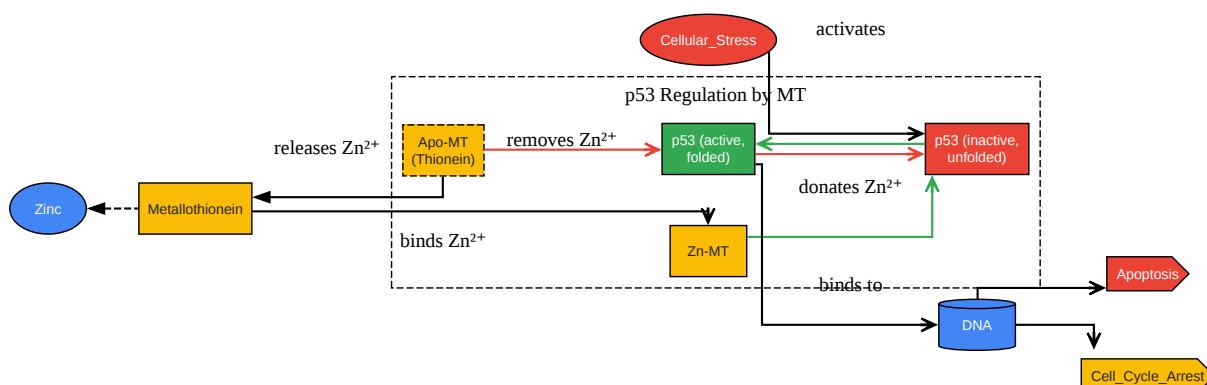 activates
Cellular_Stress
p53 Regulation by MT
Apo-MT
(Thionein)
removes Zn²⁺
p53 (active,
folded)
p53 (inactive,
unfolded)
releases Zn²⁺
donates Zn²⁺
Zinc
Metallothionein
binds Zn²⁺
Zn-MT
binds to
Apoptosis
DNA
Cell_Cycle_Arrest